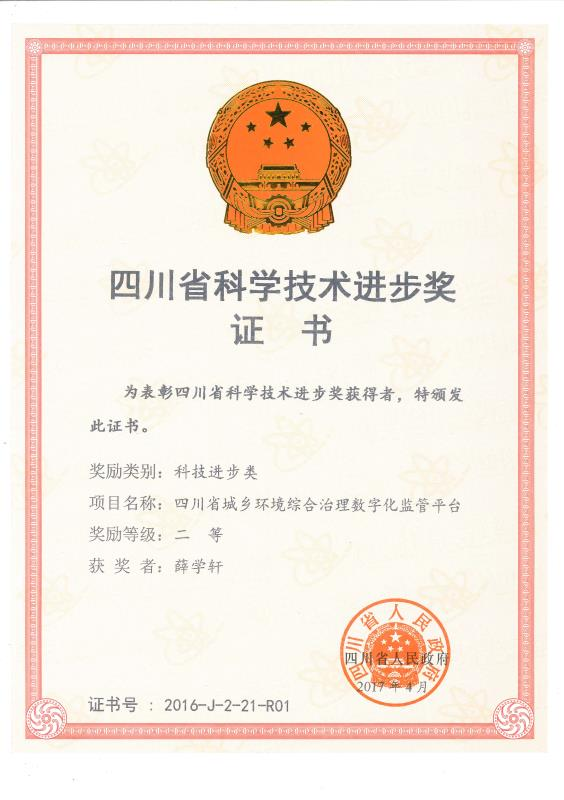 四川省科学技术进步奖
证 书
为表彰四川省科学技术进步奖获得者，特颁发
此证书。
奖励类别：科技进步类
项目名称：四川省城乡环境综合治理数字化监管平台
奖励等级：二 等
获 奖 者：薛学轩
四川省人民政府
四川省人民政府
2017 年 4 月
证书号 ：2016-J-2-21-R01